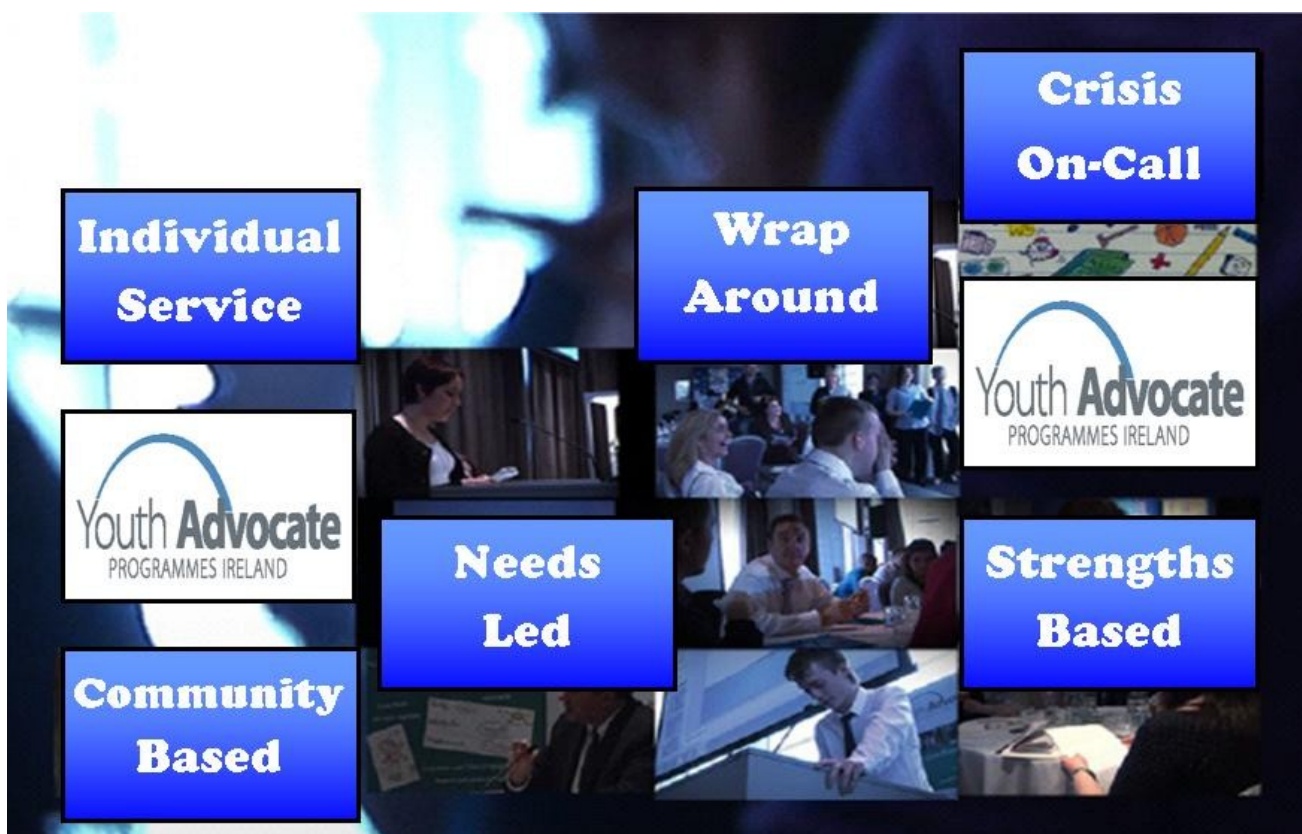 Crisis
On-Call
Individual
Service
Wrap
Around
Youth Advocate
PROGRAMMES IRELAND
Youth Advocate
PROGRAMMES IRELAND
Needs
Led
Strengths
Based
Community
Based